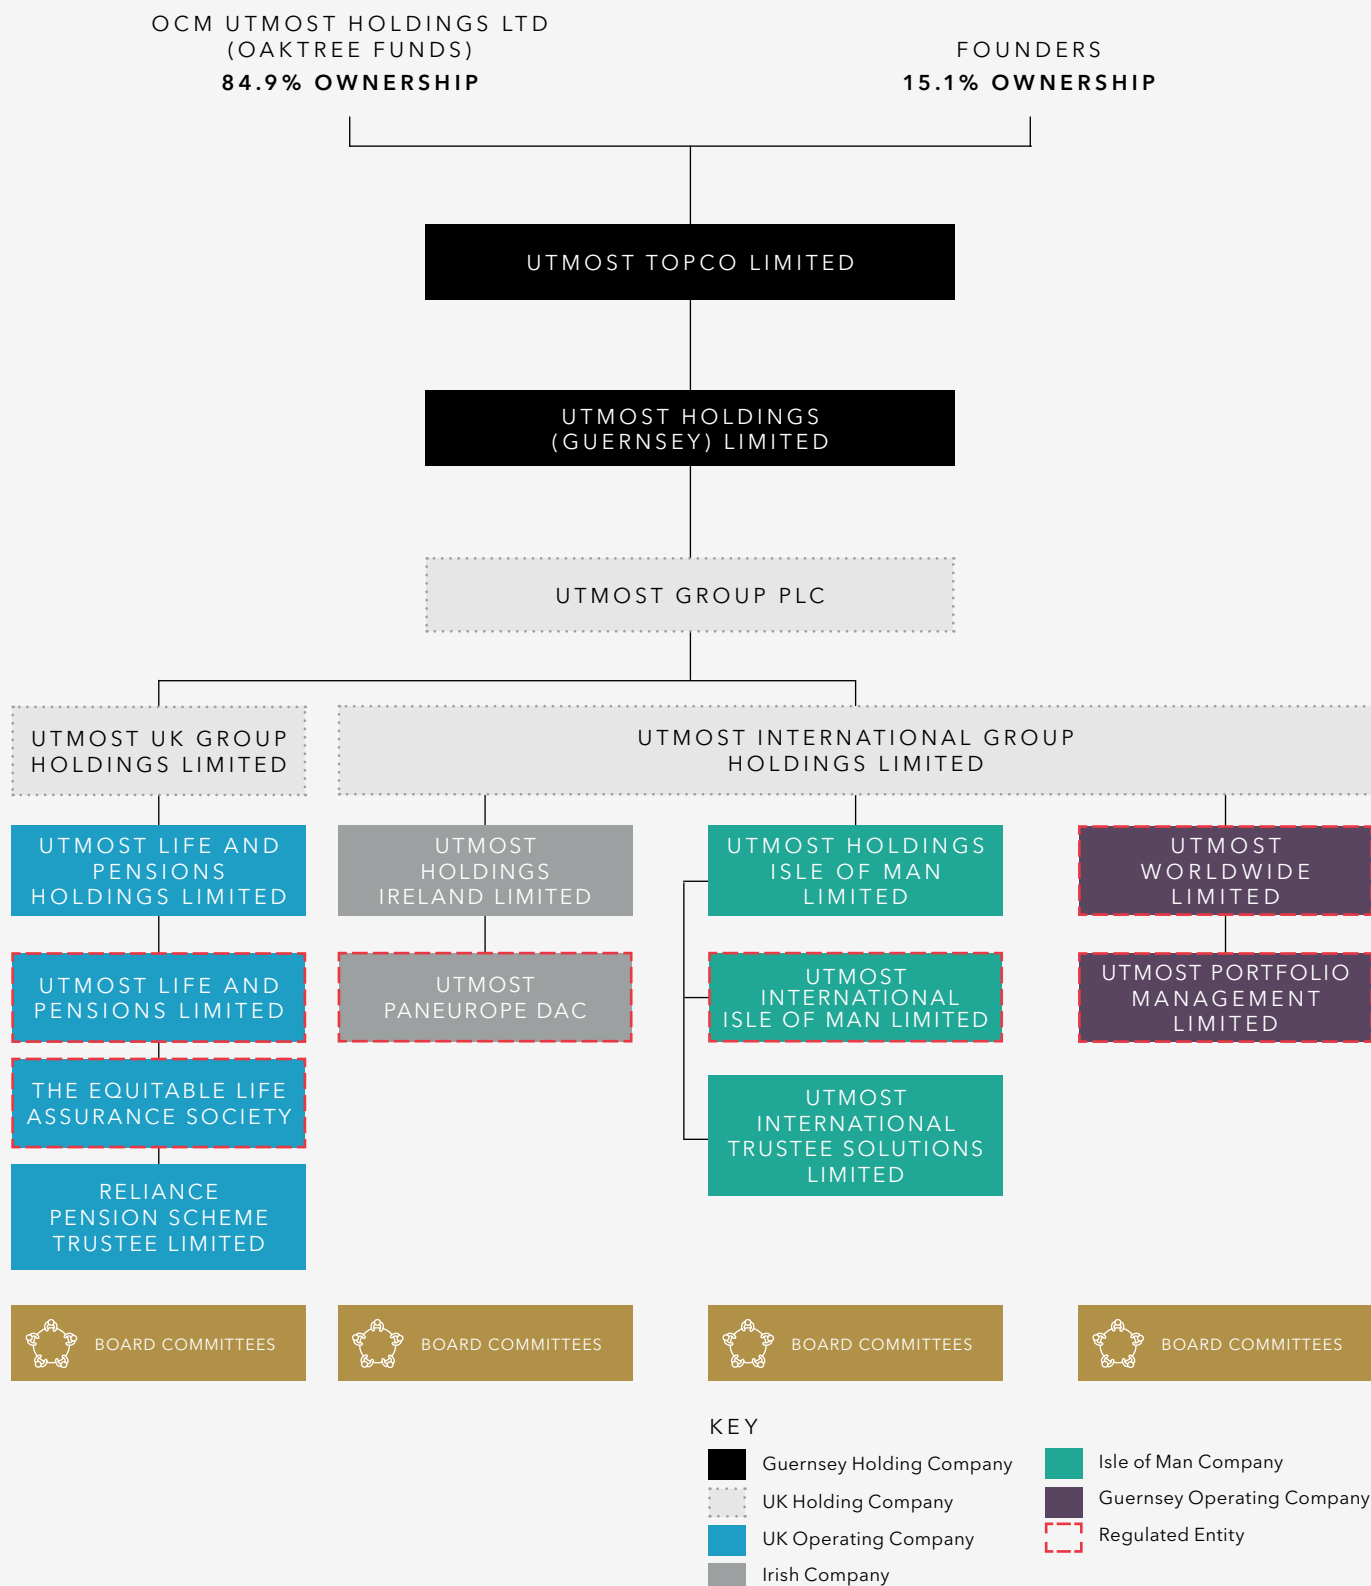 OCM UTMOST HOLDINGS LTD
(OAKTREE FUNDS)
84.9% OWNERSHIP
FOUNDERS
15.1% OWNERSHIP
UTMOST TOPCO LIMITED
UTMOST HOLDINGS
(GUERNSEY) LIMITED
UTMOST GROUP PLC
UTMOST UK GROUP
HOLDINGS LIMITED
UTMOST INTERNATIONAL GROUP
HOLDINGS LIMITED
UTMOST LIFE AND
PENSIONS
HOLDINGS LIMITED
UTMOST
HOLDINGS
IRELAND LIMITED
UTMOST HOLDINGS
ISLE OF MAN
LIMITED
UTMOST
WORLDWIDE
LIMITED
UTMOST LIFE AND
PENSIONS LIMITED
UTMOST
PANEUROPE DAC
UTMOST
INTERNATIONAL
ISLE OF MAN LIMITED
UTMOST PORTFOLIO
MANAGEMENT
LIMITED
THE EQUITABLE LIFE
ASSURANCE SOCIETY
UTMOST
INTERNATIONAL
TRUSTEE SOLUTIONS
LIMITED
RELIANCE
PENSION SCHEME
TRUSTEE LIMITED
BOARD COMMITTEES
BOARD COMMITTEES
BOARD COMMITTEES
BOARD COMMITTEES
KEY
Guernsey Holding Company
UK Holding Company
UK Operating Company
Irish Company
Isle of Man Company
Guernsey Operating Company
Regulated Entity